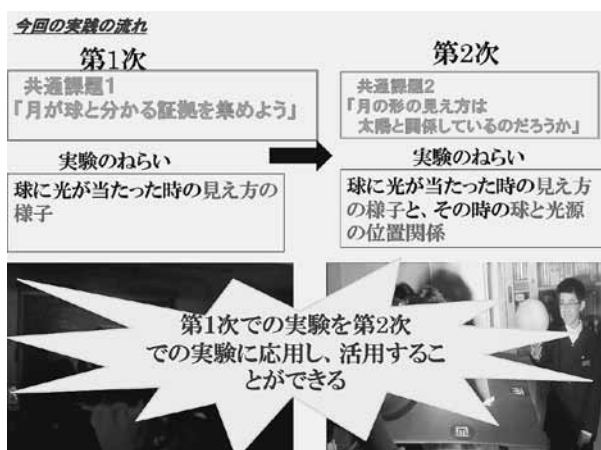 今回の実践の流れ
第1次
共通課題1
「月が球と分かる証拠を集めよう」
実験のねらい
球に光が当たった時の見え方の
様子
第2次
共通課題2
「月の形の見え方は
太陽と関係しているのだろうか」
実験のねらい
球に光が当たった時の見え方
の様子と、その時の球と光源
の位置関係
第1次での実験を第2次
での実験に応用し、活用するこ
とができる